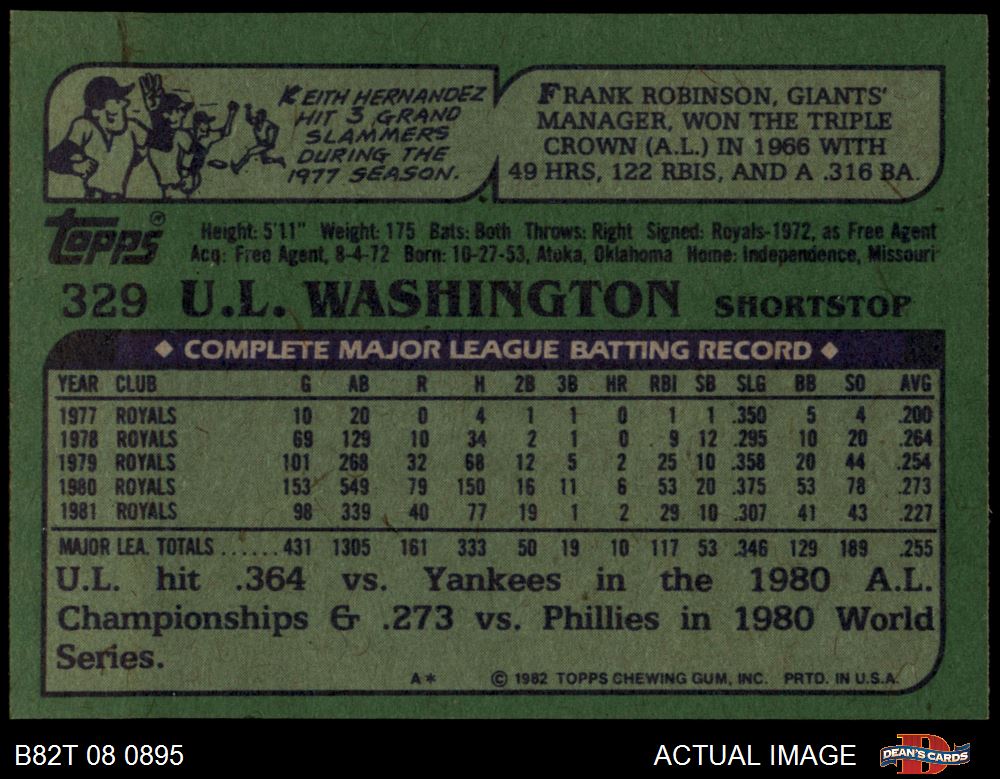 KEITH HERNANDEZ
HIT 3 GRAND
SLAMMERS
DURING THE
1977 SEASON.
FRANK ROBINSON, GIANTS'
MANAGER, WON THE TRIPLE
CROWN (A.L.) IN 1966 WITH
49 HRS, 122 RBIS, AND A .316 BA.
Topps®
Height: 5'11" Weight: 175 Bats: Both Throws: Right Signed: Royals-1972, as Free Agent
Acq: Free Agent, 8-4-72 Born: 10-27-53, Atoka, Oklahoma Home: Independence, Missouri
329 U.L. WASHINGTON SHORTSTOP
◆ COMPLETE MAJOR LEAGUE BATTING RECORD ◆
YEAR CLUB G AB R H 2B 3B HR RBI SB SLG BB SO AVG
1977 ROYALS 10 20 0 4 1 1 0 1 1 .350 5 4 .200
1978 ROYALS 69 129 10 34 2 1 0 9 12 .295 10 20 .264
1979 ROYALS 101 268 32 68 12 5 2 25 10 .358 20 44 .254
1980 ROYALS 153 549 79 150 16 11 6 53 20 .375 53 78 .273
1981 ROYALS 98 339 40 77 19 1 2 29 10 .307 41 43 .227
MAJOR LEA. TOTALS ......431 1305 161 333 50 19 10 117 53 .346 129 189 .255
U.L. hit .364 vs. Yankees in the 1980 A.L.
Championships & .273 vs. Phillies in 1980 World
Series.
A* © 1982 TOPPS CHEWING GUM, INC. PRTD. IN U.S.A.
B82T 08 0895 ACTUAL IMAGE DEAN'S CARDS